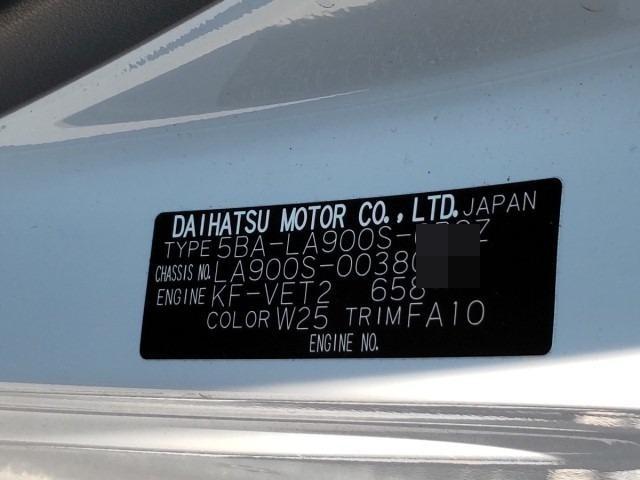 DAIHATSU MOTOR CO., LTD. JAPAN
TYPE 5BA-LA900S-
CHASSIS NO. LA900S-00380
ENGINE KF-VET2 658
COLOR W25 TRIM FA10
ENGINE NO.